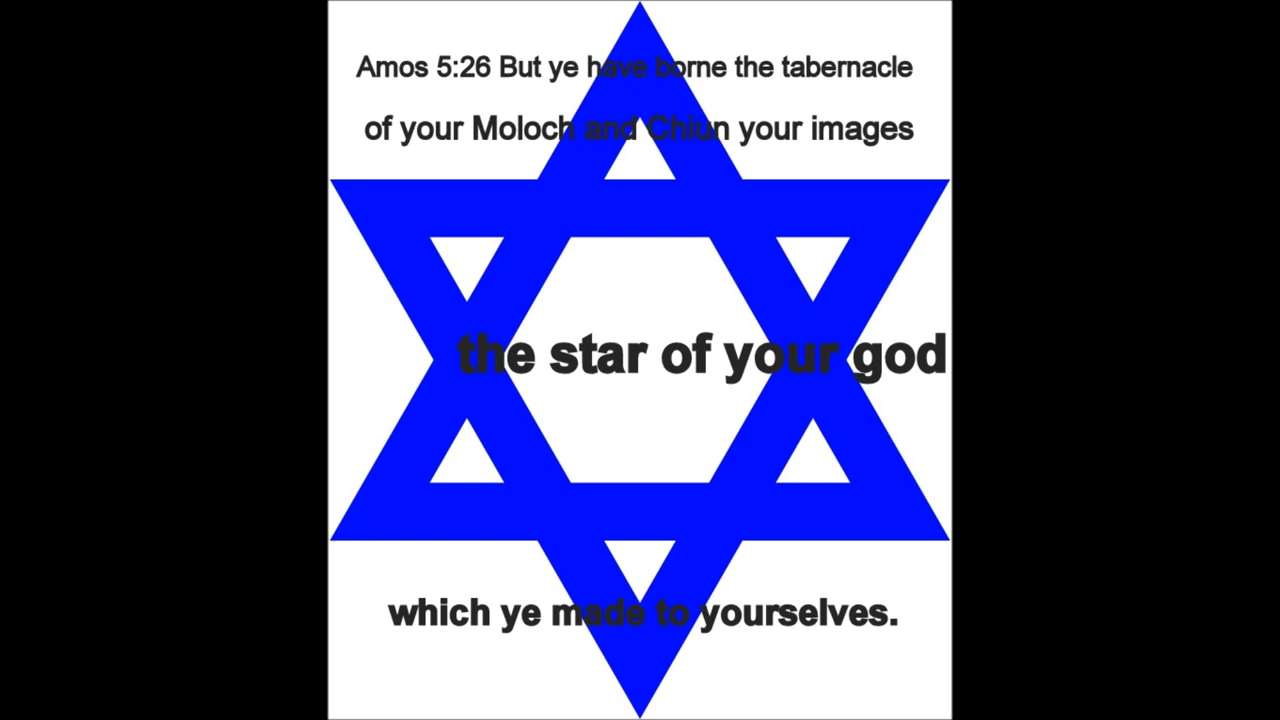 Amos 5:26 But ye have borne the tabernacle
of your Moloch and Chiun your images
the star of your god
which ye made to yourselves.